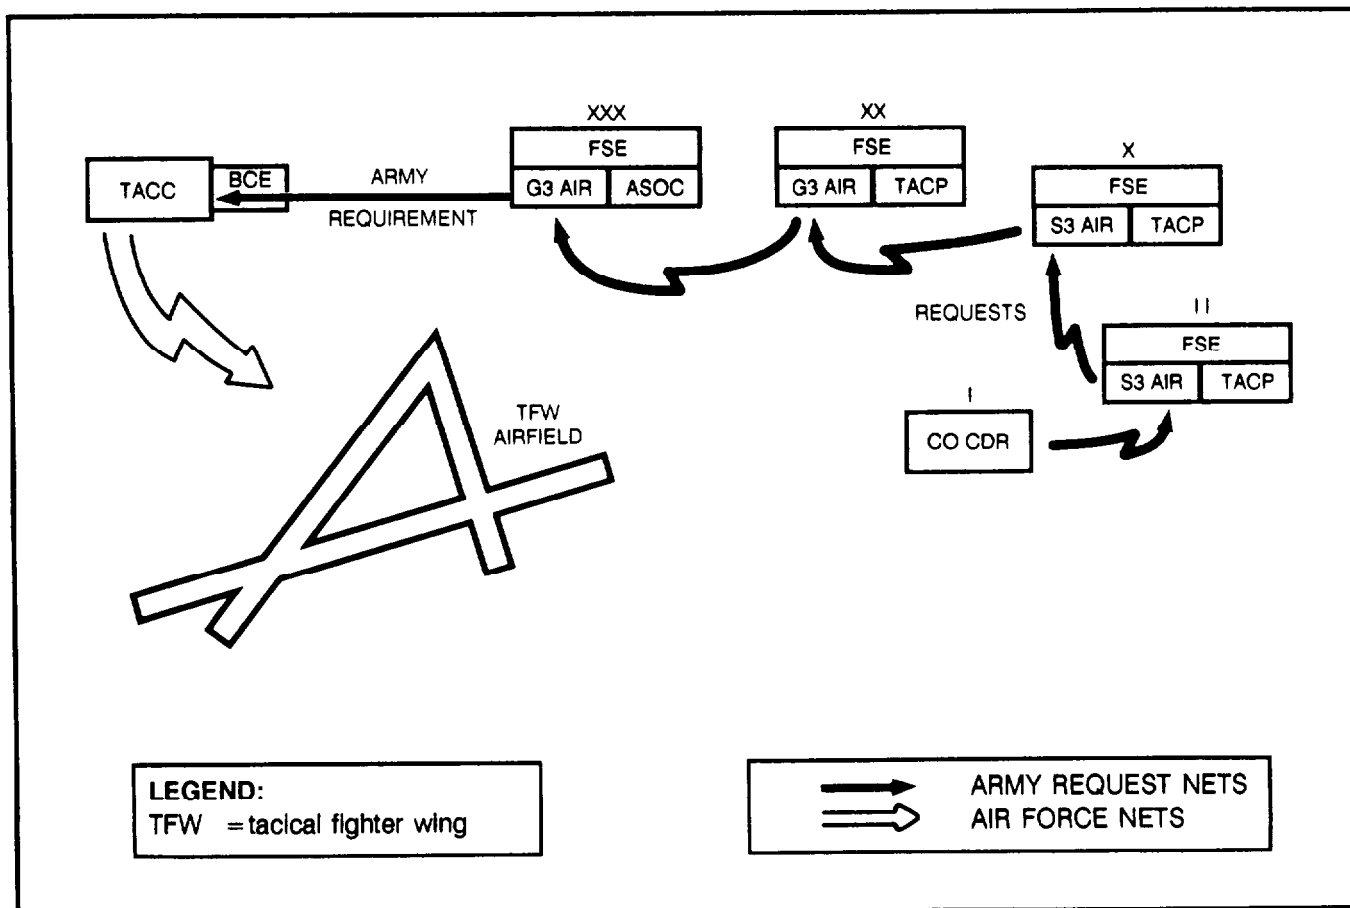 XXX
FSE
G3 AIR ASOC
XX
FSE
G3 AIR TACP
X
FSE
S3 AIR TACP
TACC
BCE
ARMY
REQUIREMENT
REQUESTS
II
FSE
S3 AIR TACP
I
CO CDR
TFW
AIRFIELD
LEGEND:
TFW = tacical fighter wing
ARMY REQUEST NETS
AIR FORCE NETS